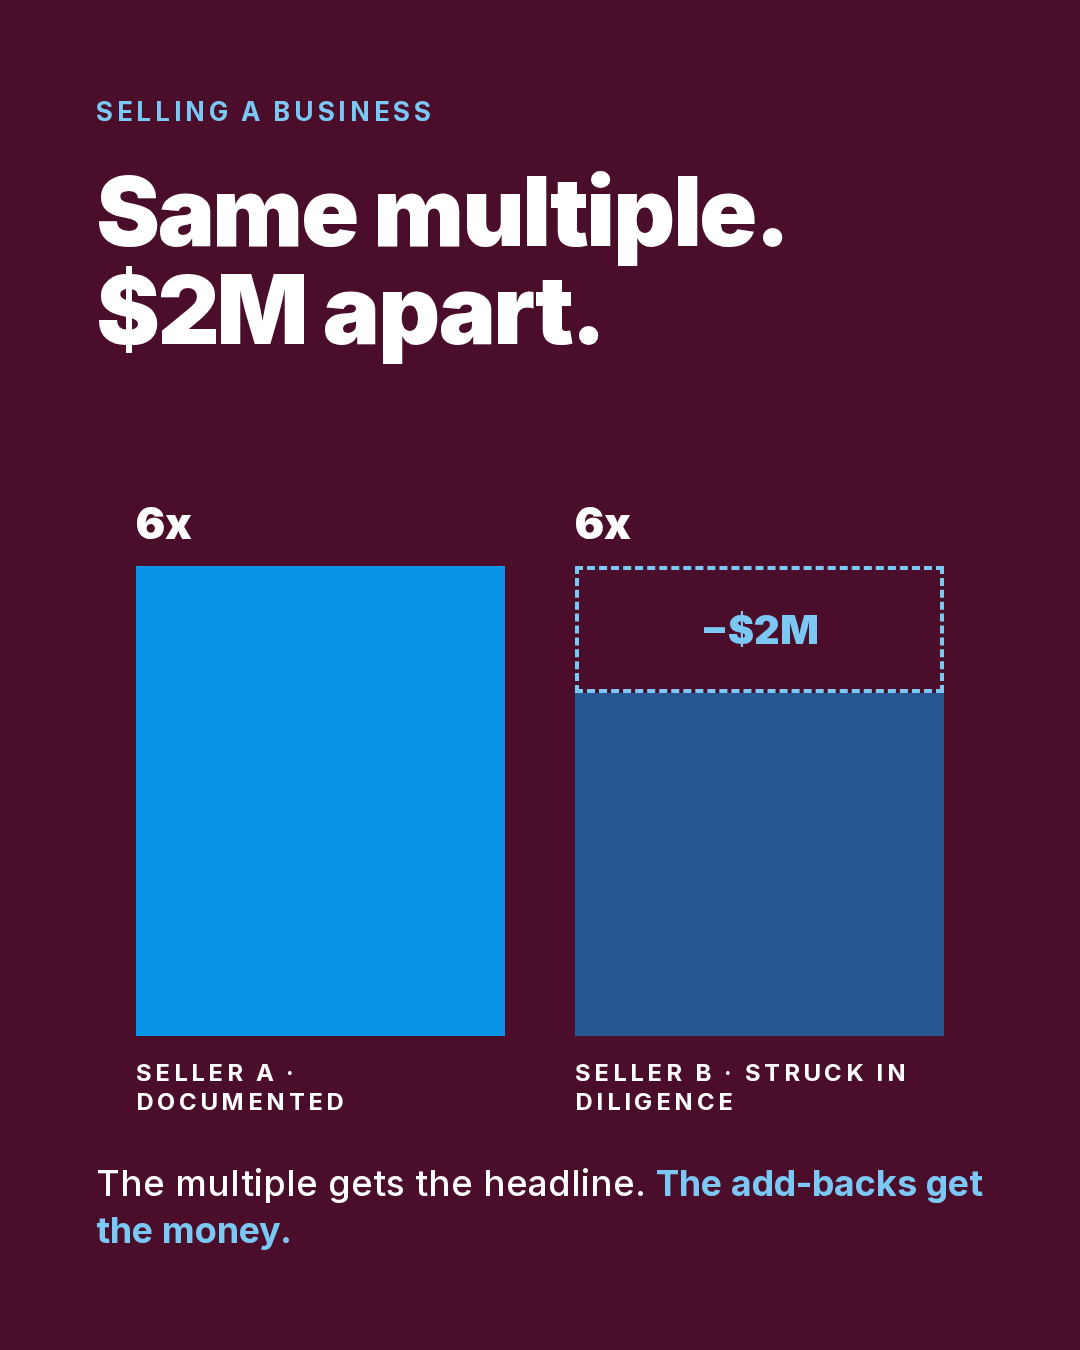 SELLING A BUSINESS
Same multiple.
$2M apart.
6x
6x
−$2M
SELLER A ·
DOCUMENTED
SELLER B · STRUCK IN
DILIGENCE
The multiple gets the headline. The add-backs get
the money.